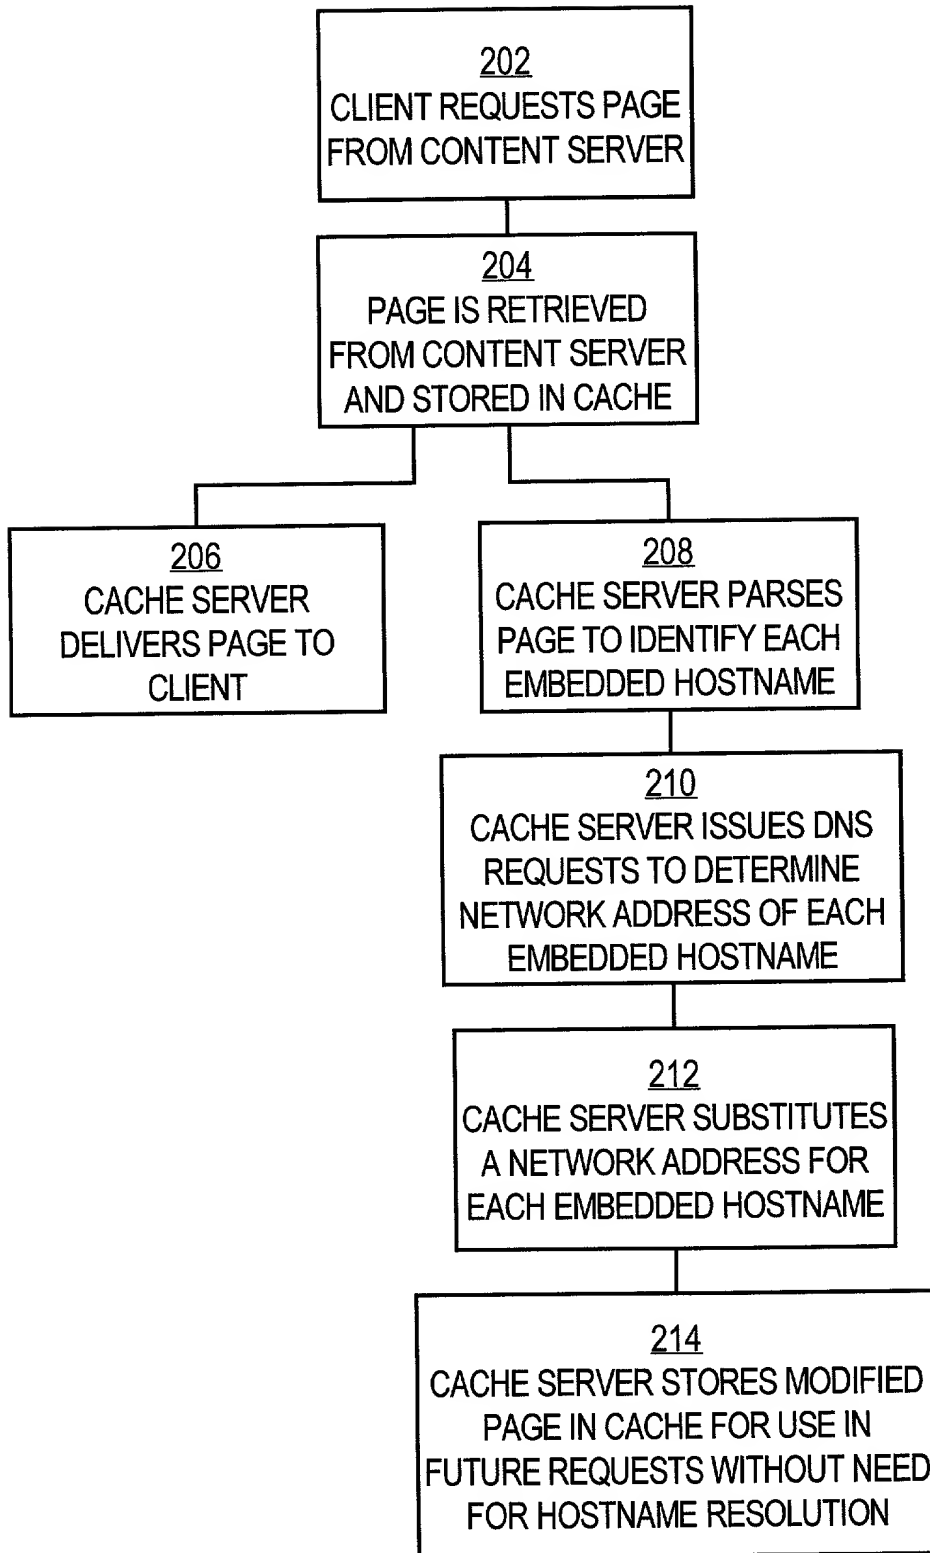 202
CLIENT REQUESTS PAGE
FROM CONTENT SERVER
204
PAGE IS RETRIEVED
FROM CONTENT SERVER
AND STORED IN CACHE
206
CACHE SERVER
DELIVERS PAGE TO
CLIENT
208
CACHE SERVER PARSES
PAGE TO IDENTIFY EACH
EMBEDDED HOSTNAME
210
CACHE SERVER ISSUES DNS
REQUESTS TO DETERMINE
NETWORK ADDRESS OF EACH
EMBEDDED HOSTNAME
212
CACHE SERVER SUBSTITUTES
A NETWORK ADDRESS FOR
EACH EMBEDDED HOSTNAME
214
CACHE SERVER STORES MODIFIED
PAGE IN CACHE FOR USE IN
FUTURE REQUESTS WITHOUT NEED
FOR HOSTNAME RESOLUTION